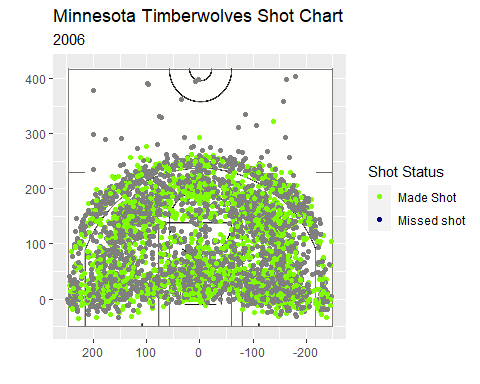 Minnesota Timberwolves Shot Chart
2006
400
300
200
100
0
200 100 0 -100 -200
Shot Status
Made Shot
Missed shot